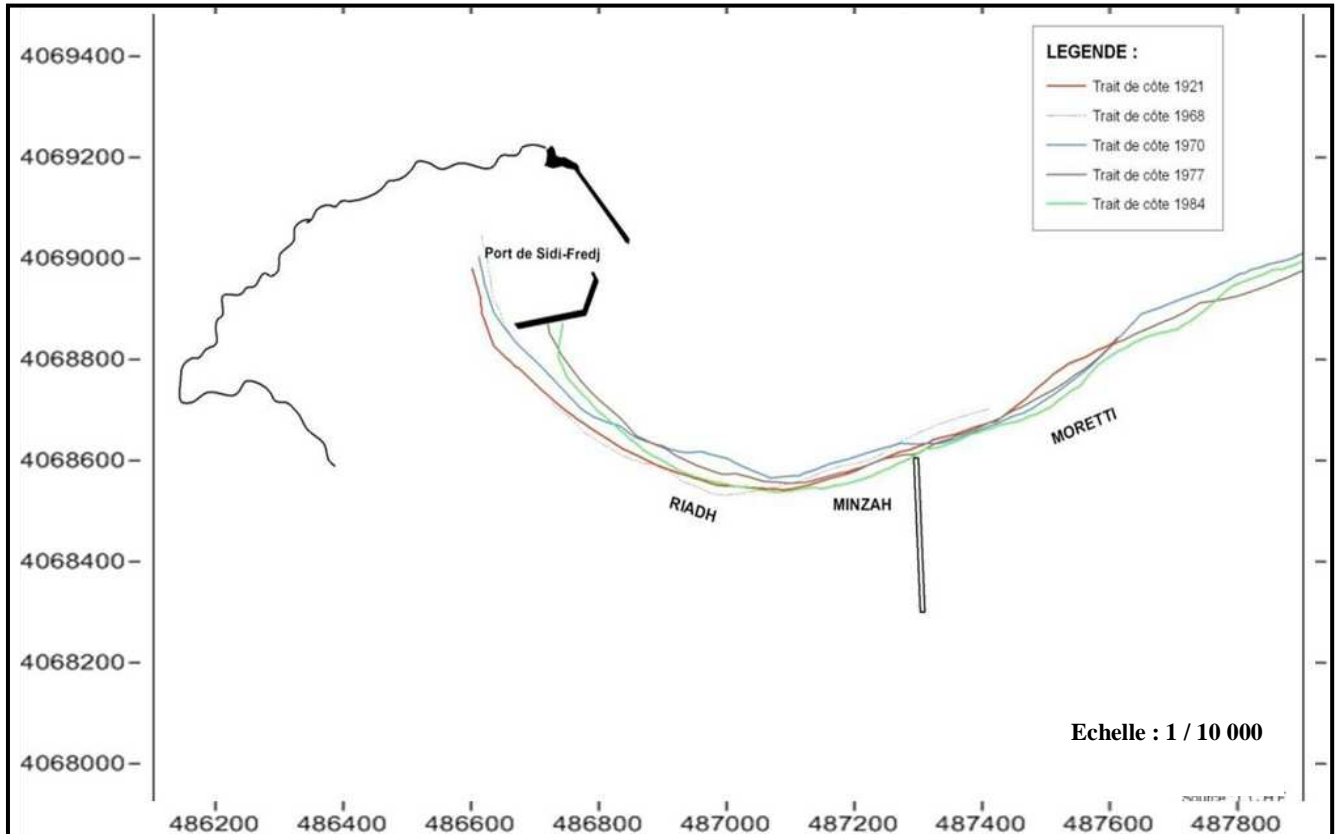 4069400
4069200
4069000
4068800
4068600
4068400
4068200
4068000
LEGENDE :
Trait de côte 1921
Trait de côte 1968
Trait de côte 1970
Trait de côte 1977
Trait de côte 1984
Port de Sidi-Fredj
RIADH
MINZAH
MORETTI
Echelle : 1 / 10 000
486200 486400 486600 486800 487000 487200 487400 487600 487800